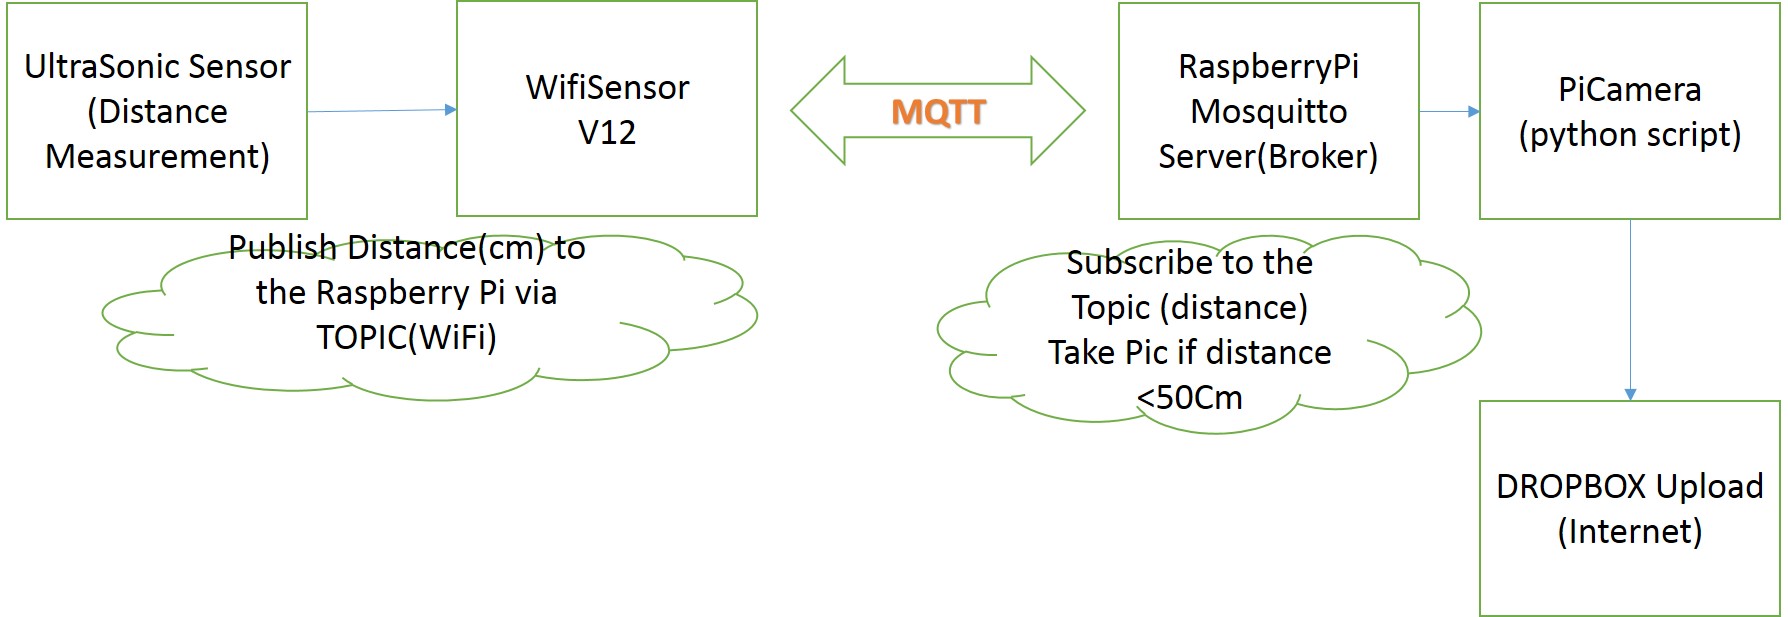 UltraSonic Sensor
(Distance
Measurement)
WifiSensor
V12
MQTT
RaspberryPi
Mosquitto
Server(Broker)
PiCamera
(python script)
Publish Distance(cm) to
the Raspberry Pi via
TOPIC(WiFi)
Subscribe to the
Topic (distance)
Take Pic if distance
<50Cm
DROPBOX Upload
(Internet)